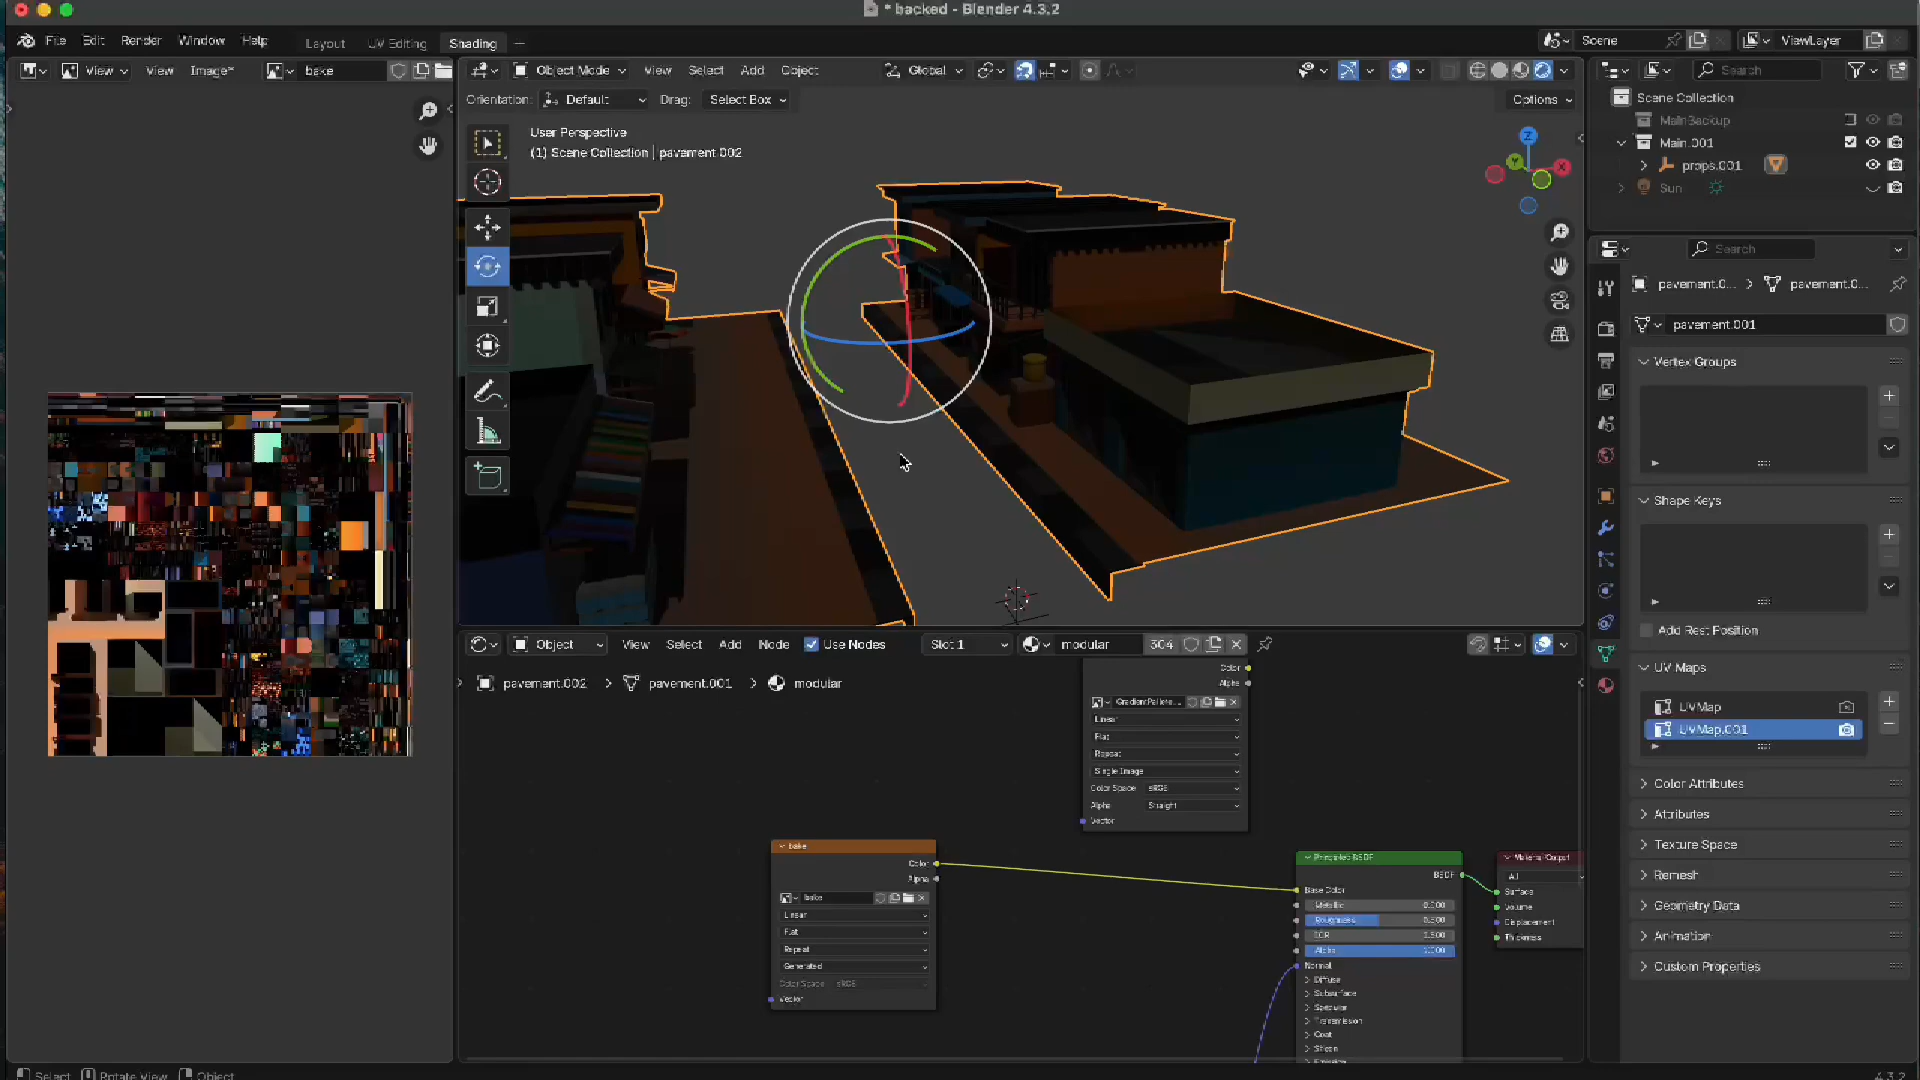 * backed - Blender 4.3.2
File Edit Render Window Help Layout UV Editing Shading
Scene ViewLayer
View View Image* bake
Object Mode View Select Add Object Global
Search
Orientation: Default Drag: Select Box Options
User Perspective
(1) Scene Collection | pavement.002
Z
Y
X
Scene Collection
MainBackup
Main.001
props.001
Sun
Search
pavement.0... > pavement.0...
pavement.001
Vertex Groups
Shape Keys
Add Rest Position
UV Maps
UVMap
UVMap.001
Color Attributes
Attributes
Texture Space
Remesh
Geometry Data
Animation
Custom Properties
Object View Select Add Node Use Nodes Slot 1 modular 304
pavement.002 > pavement.001 > modular
Color
Alpha
GradientPallete...
Linear
Flat
Repeat
Single Image
Color Space sRGB
Alpha Straight
Vector
bake
Color
Alpha
bake
Linear
Flat
Repeat
Generated
Color Space sRGB
Vector
Principled BSDF
BSDF
Base Color
Metallic 0.000
Roughness 0.500
IOR 1.500
Alpha 1.000
Normal
Diffuse
Subsurface
Specular
Transmission
Coat
Sheen
Emission
Material Output
All
Surface
Volume
Displacement
Thickness
Select Rotate View Object
4.3.2